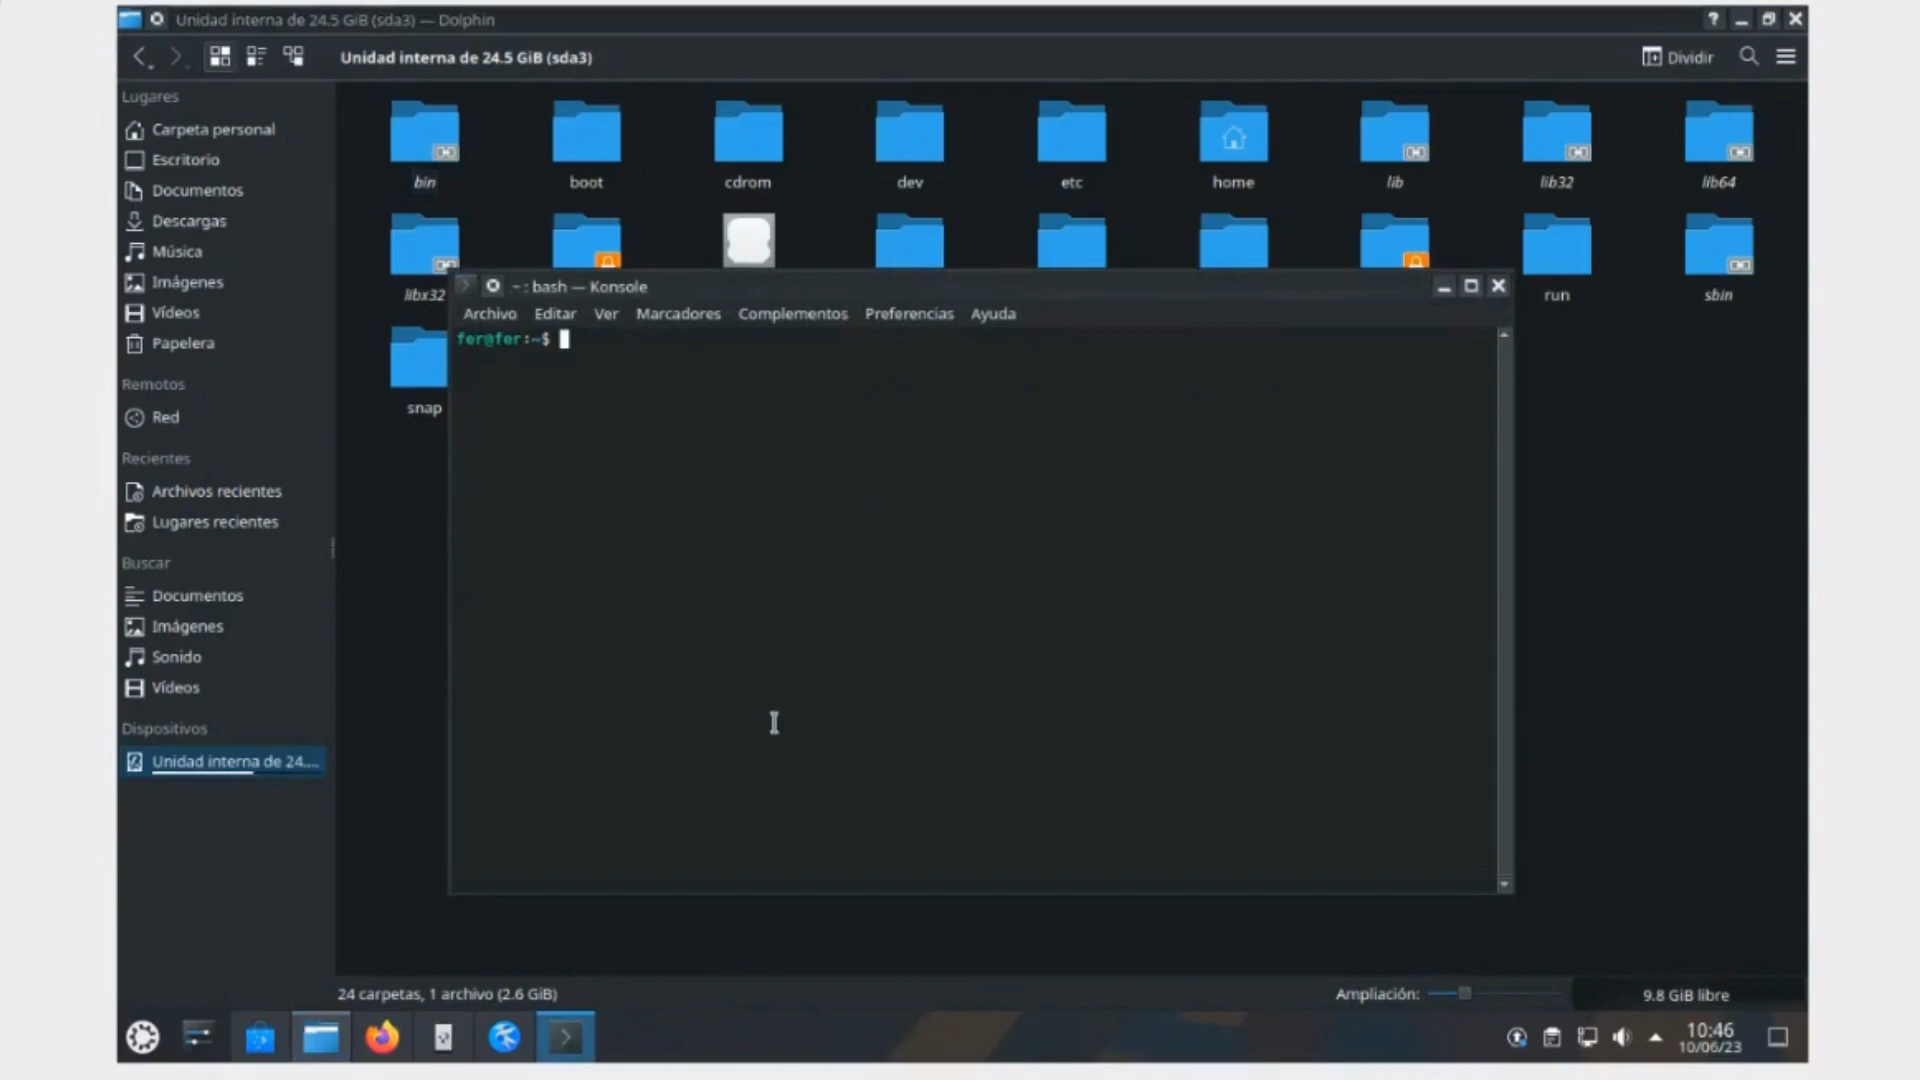 Unidad interna de 24.5 GiB (sda3) — Dolphin
Unidad interna de 24.5 GiB (sda3)
Dividir
Lugares
Carpeta personal
Escritorio
Documentos
Descargas
Música
Imágenes
Vídeos
Papelera
Remotos
Red
Recientes
Archivos recientes
Lugares recientes
Buscar
Documentos
Imágenes
Sonido
Vídeos
Dispositivos
Unidad interna de 24....
bin
boot
cdrom
dev
etc
home
lib
lib32
lib64
libx32
run
sbin
snap
~ : bash — Konsole
Archivo Editar Ver Marcadores Complementos Preferencias Ayuda
fer@fer:~$
24 carpetas, 1 archivo (2.6 GiB)
Ampliación:
9.8 GiB libre
10:46
10/06/23